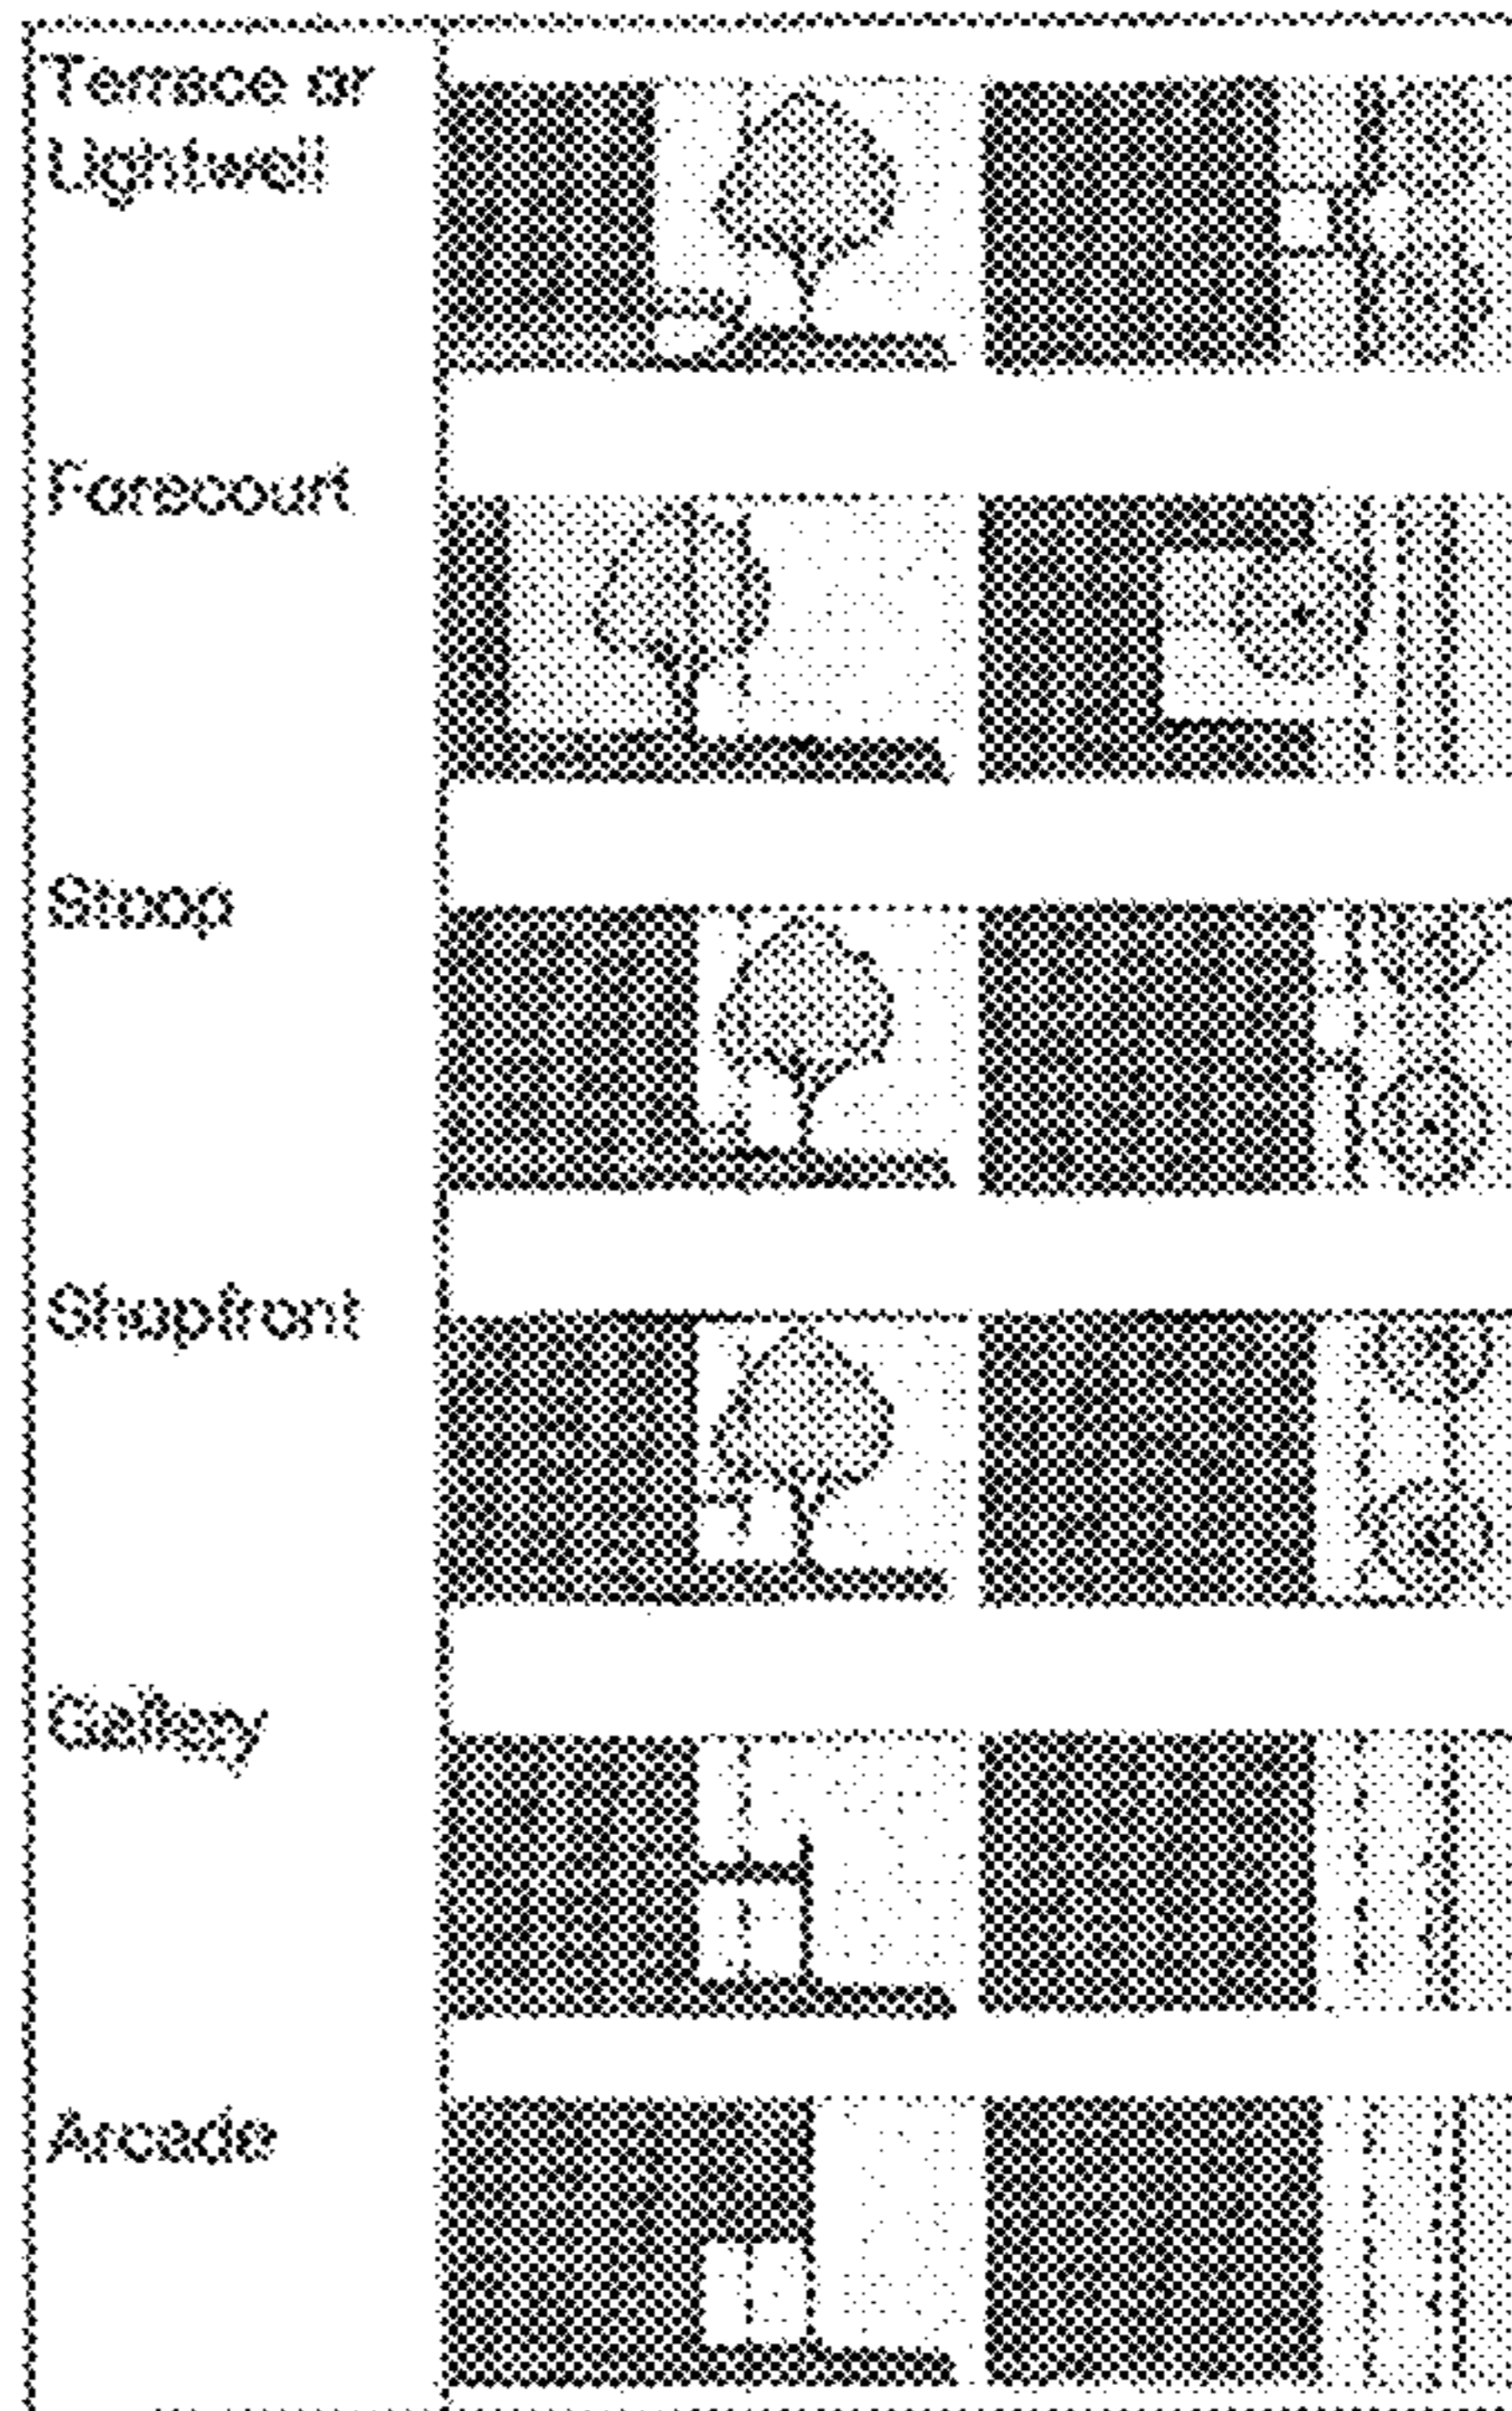 Terrace or
Lightwell
Forecourt
Stoop
Shopfront
Gallery
Arcade